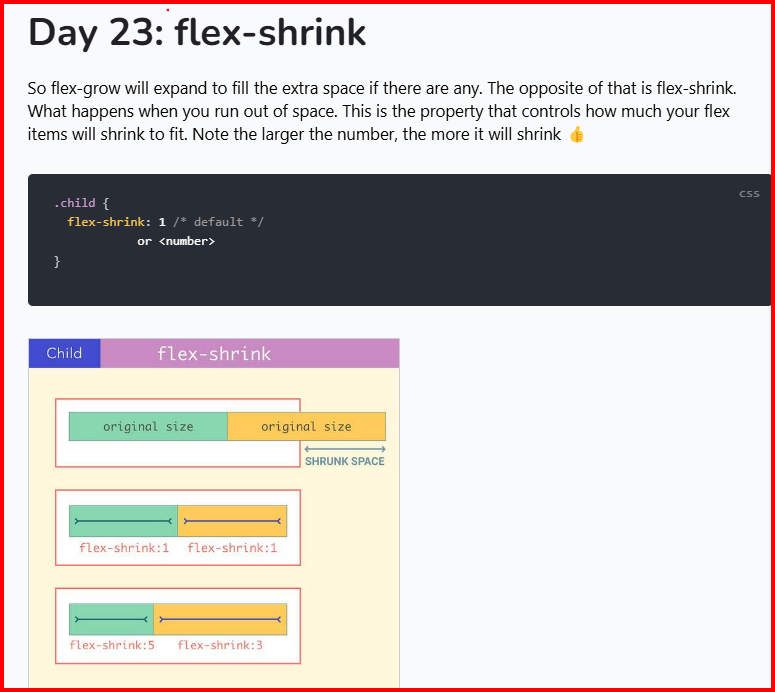 Day 23: flex-shrink
So flex-grow will expand to fill the extra space if there are any. The opposite of that is flex-shrink.
What happens when you run out of space. This is the property that controls how much your flex
items will shrink to fit. Note the larger the number, the more it will shrink 👍
css
.child {
flex-shrink: 1 /* default */
or <number>
}
Child
flex-shrink
original size
original size
SHRUNK SPACE
flex-shrink:1
flex-shrink:1
flex-shrink:5
flex-shrink:3